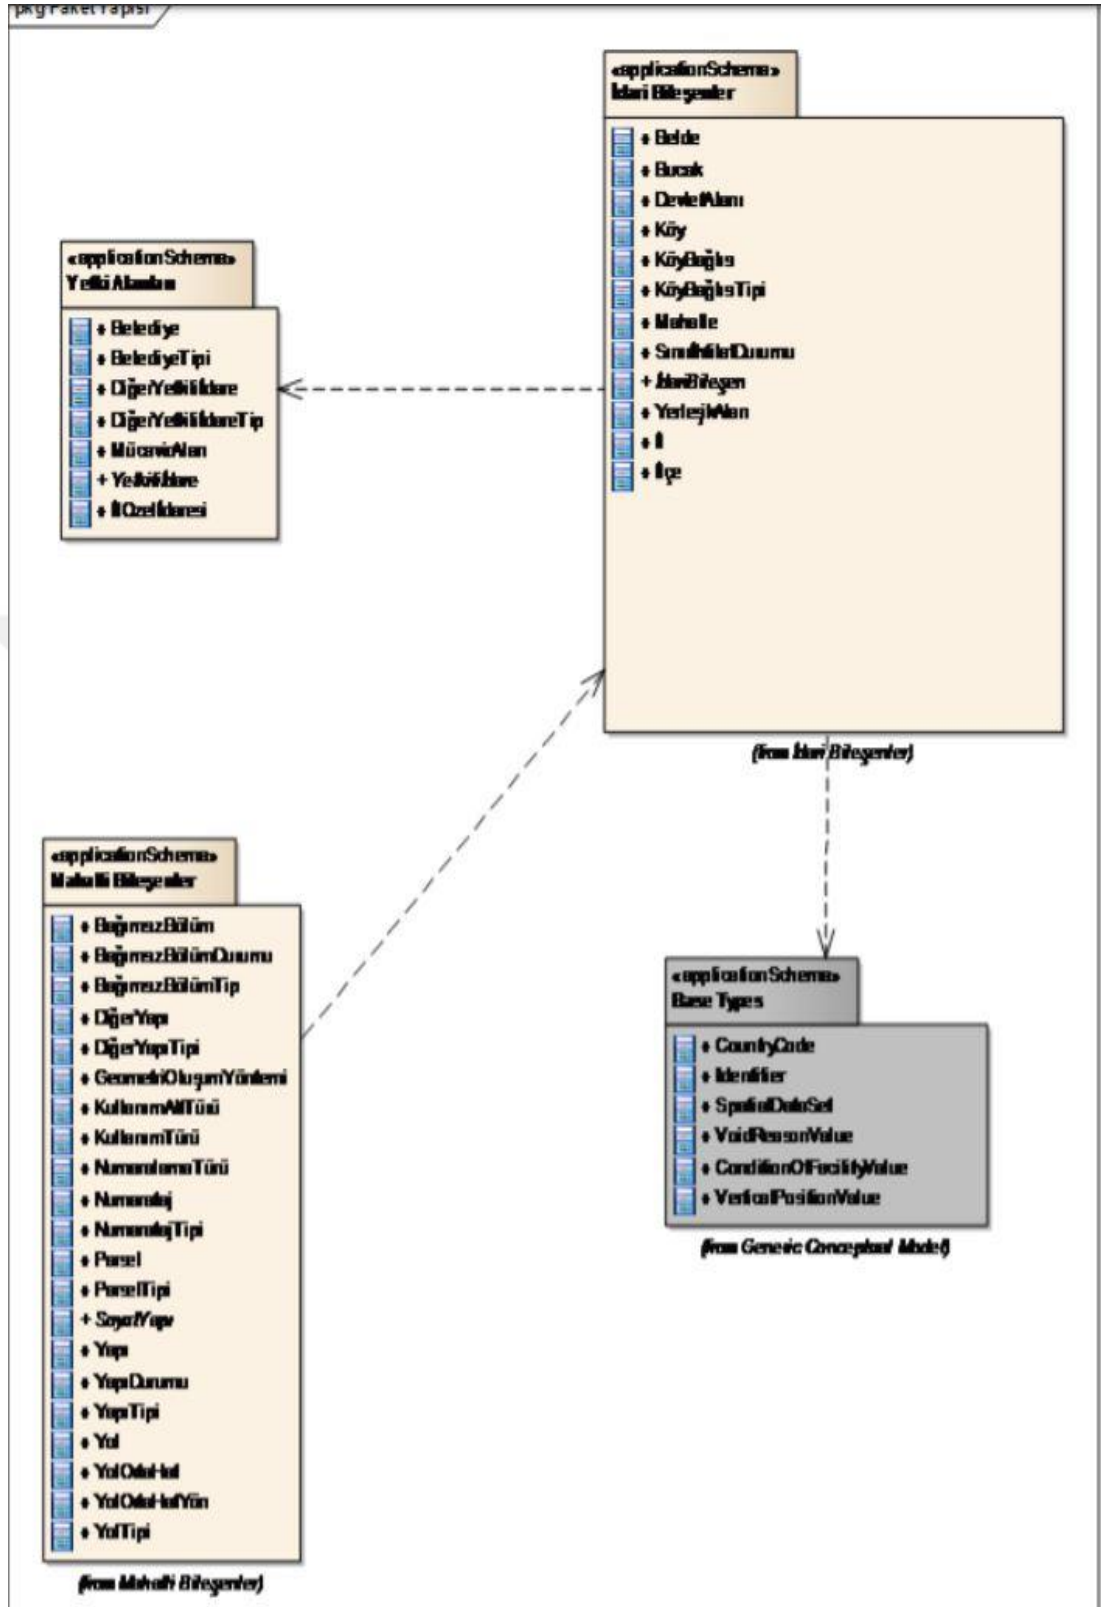 pkg Paket Yapısı
«applicationSchema»
İdari Bileşenler
+ Belde
+ Bucak
+ DevletAlanı
+ Köy
+ KöyBağlısı
+ KöyBağlısıTipi
+ Mahalle
+ SınırİhtilafDurumu
+ İdariBileşen
+ YerleşikAlan
+ İl
+ İlçe
(from İdari Bileşenler)
«applicationSchema»
Yetki Alanları
+ Belediye
+ BelediyeTipi
+ DiğerYetkiliİdare
+ DiğerYetkiliİdareTip
+ MücavirAlan
+ Yetkiliİdare
+ İlÖzelİdaresi
«applicationSchema»
Mahalli Bileşenler
+ BağımsızBölüm
+ BağımsızBölümDurumu
+ BağımsızBölümTip
+ DiğerYapı
+ DiğerYapıTipi
+ GeometriOluşumYöntemi
+ KullanımAltTürü
+ KullanımTürü
+ NumaralamaTürü
+ Numarataj
+ NumaratajTipi
+ Parsel
+ ParselTipi
+ SoyutYapı
+ Yapı
+ YapıDurumu
+ YapıTipi
+ Yol
+ YolOrtaHat
+ YolOrtaHatYön
+ YolTipi
(from Mahalli Bileşenler)
«applicationSchema»
Base Types
+ CountryCode
+ Identifier
+ SpatialDataSet
+ VoidReasonValue
+ ConditionOfFacilityValue
+ VerticalPositionValue
(from Generic Conceptual Model)